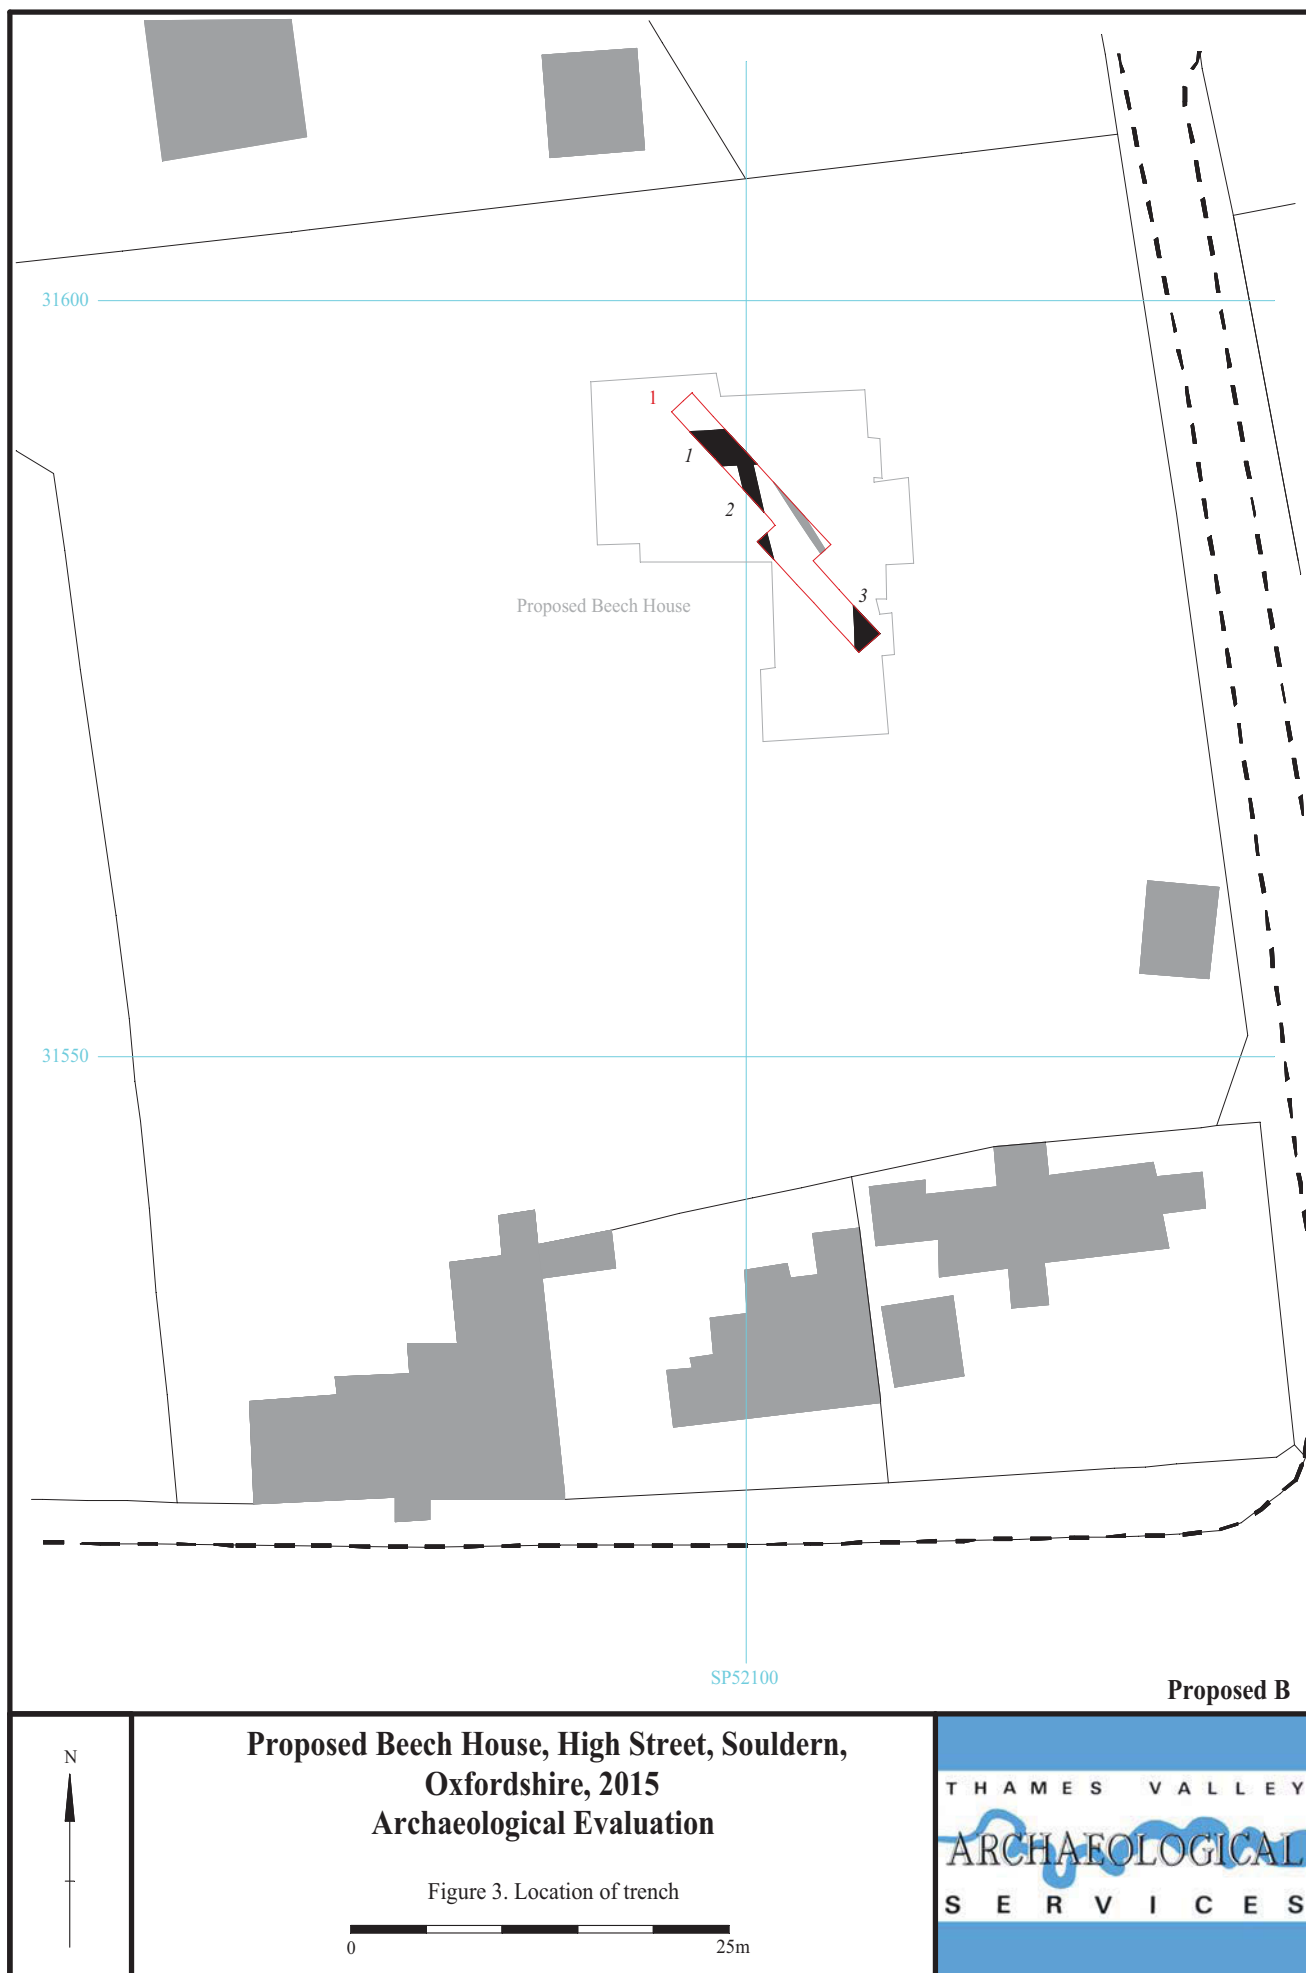 31600
1
1
2
3
Proposed Beech House
31550
SP52100
Proposed B
N
Proposed Beech House, High Street, Souldern,
Oxfordshire, 2015
Archaeological Evaluation
Figure 3. Location of trench
0 25m
THAMES VALLEY
ARCHAEOLOGICAL
SERVICES